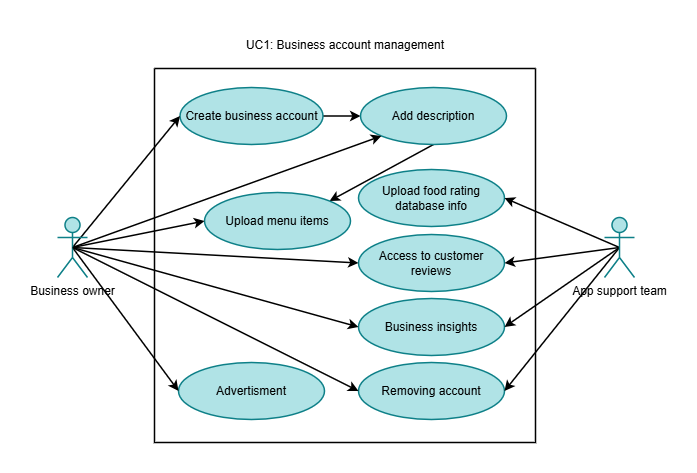 UC1: Business account management
Create business account
Add description
Upload food rating
database info
Upload menu items
Access to customer
reviews
Business owner
App support team
Business insights
Advertisment
Removing account